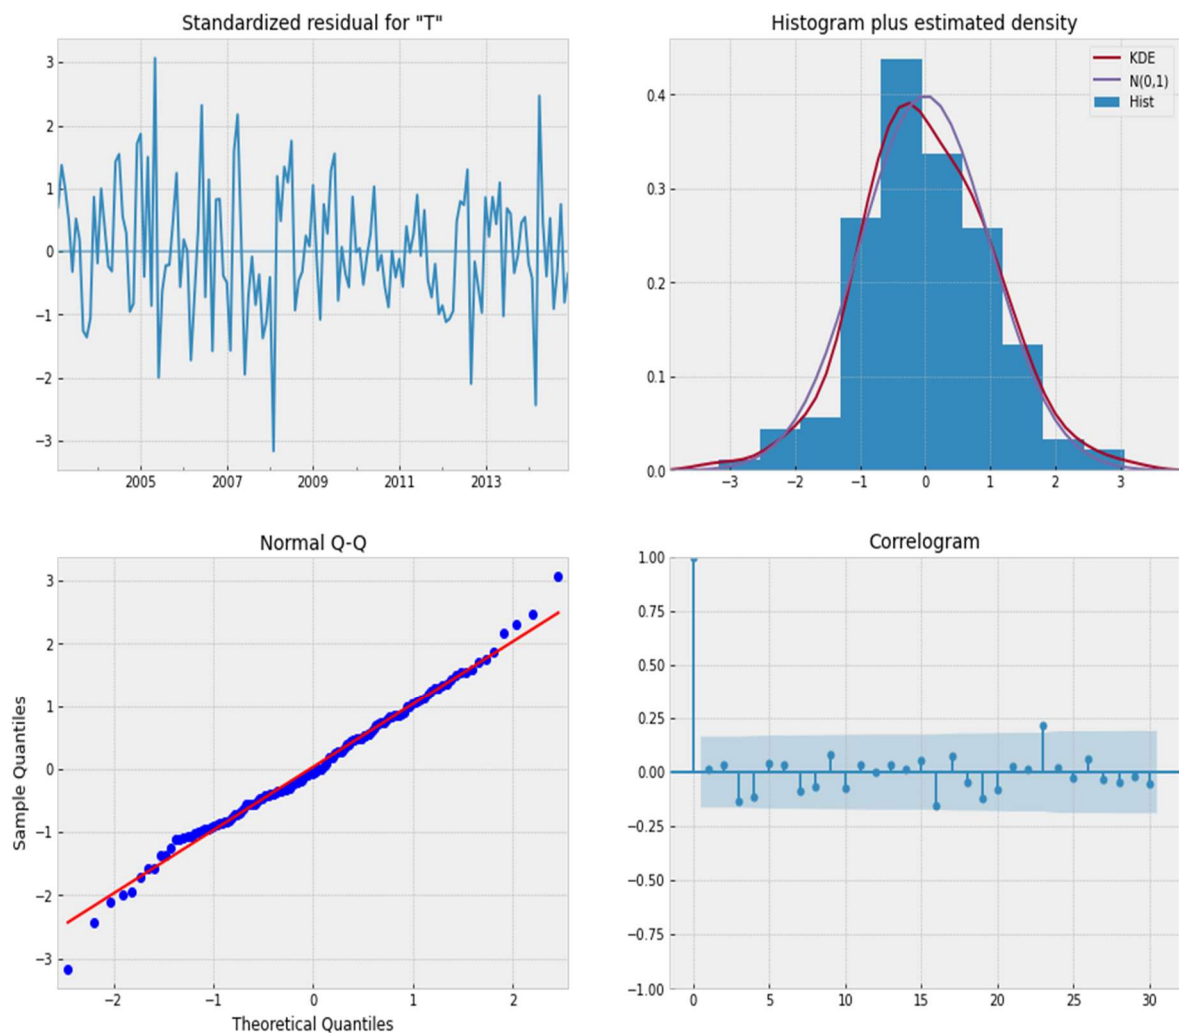 Standardized residual for "T"
3
2
1
0
−1
−2
−3
2005 2007 2009 2011 2013
Histogram plus estimated density
KDE
N(0,1)
Hist
0.4
0.3
0.2
0.1
0.0
−3 −2 −1 0 1 2 3
Normal Q-Q
Sample Quantiles
3
2
1
0
−1
−2
−3
−2 −1 0 1 2
Theoretical Quantiles
Correlogram
1.00
0.75
0.50
0.25
0.00
−0.25
−0.50
−0.75
−1.00
0 5 10 15 20 25 30